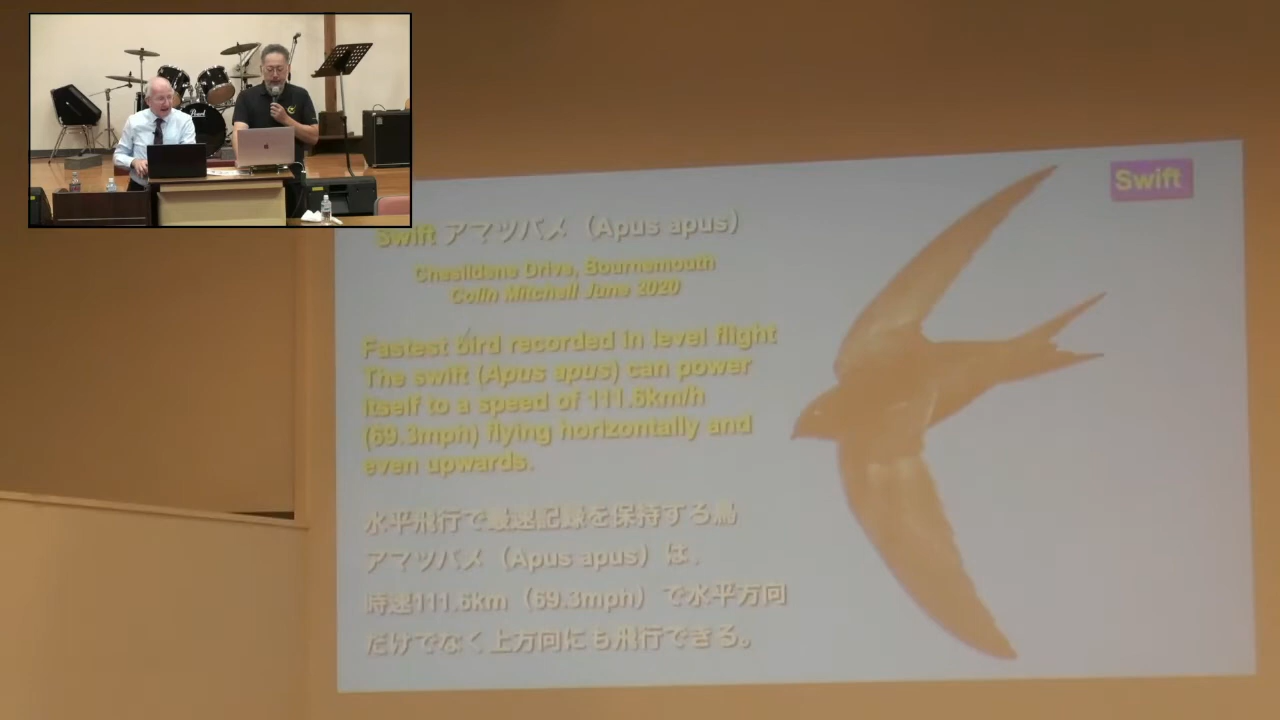 Swift
Swift アマツバメ（Apus apus）
Cheslldene Drive, Bournemouth
Colin Mitchell June 2020
Fastest bird recorded in level flight
The swift (Apus apus) can power
itself to a speed of 111.6km/h
(69.3mph) flying horizontally and
even upwards.
水平飛行で最速記録を保持する鳥
アマツバメ（Apus apus）は、
時速111.6km（69.3mph）で水平方向
だけでなく上方向にも飛行できる。
Pearl